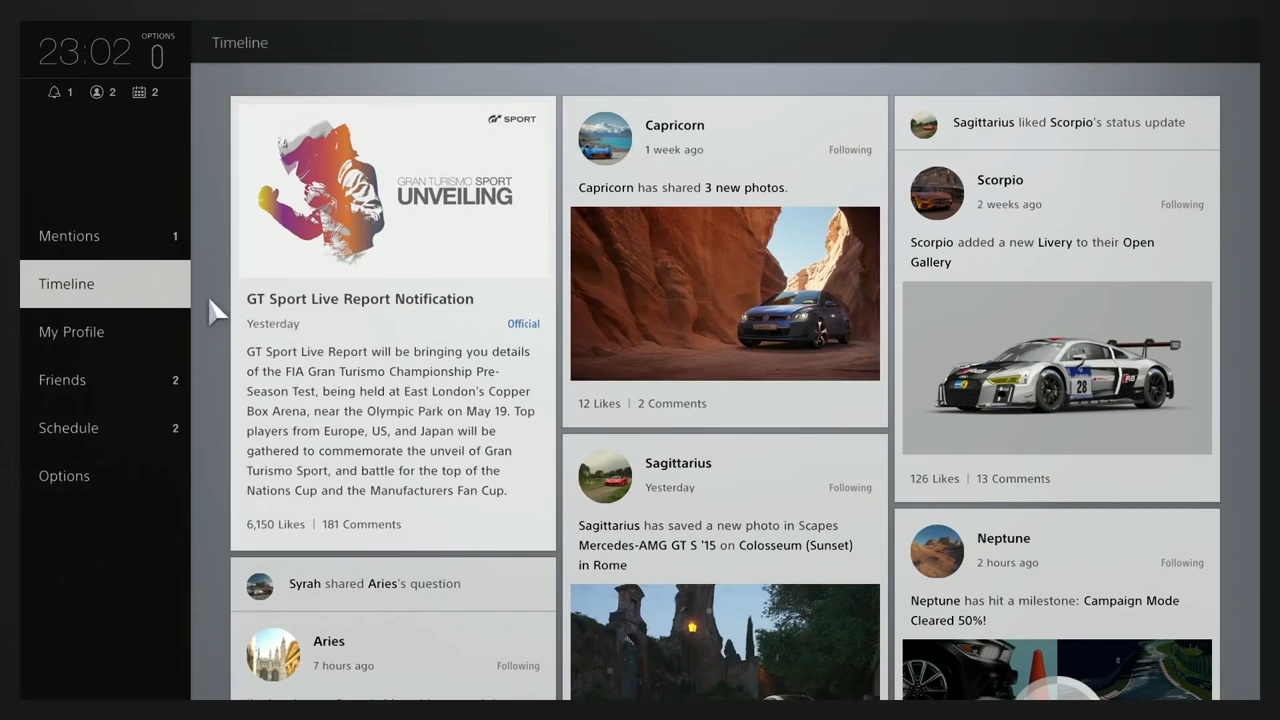 23:02
OPTIONS
1
2
2
Mentions 1
Timeline
My Profile
Friends 2
Schedule 2
Options
Timeline
GT SPORT
GRAN TURISMO SPORT
UNVEILING
GT Sport Live Report Notification
Yesterday Official
GT Sport Live Report will be bringing you details
of the FIA Gran Turismo Championship Pre-
Season Test, being held at East London's Copper
Box Arena, near the Olympic Park on May 19. Top
players from Europe, US, and Japan will be
gathered to commemorate the unveil of Gran
Turismo Sport, and battle for the top of the
Nations Cup and the Manufacturers Fan Cup.
6,150 Likes | 181 Comments
Syrah shared Aries's question
Aries
7 hours ago Following
Capricorn
1 week ago Following
Capricorn has shared 3 new photos.
12 Likes | 2 Comments
Sagittarius
Yesterday Following
Sagittarius has saved a new photo in Scapes
Mercedes-AMG GT S '15 on Colosseum (Sunset)
in Rome
Sagittarius liked Scorpio's status update
Scorpio
2 weeks ago Following
Scorpio added a new Livery to their Open
Gallery
28
R8
126 Likes | 13 Comments
Neptune
2 hours ago Following
Neptune has hit a milestone: Campaign Mode
Cleared 50%!